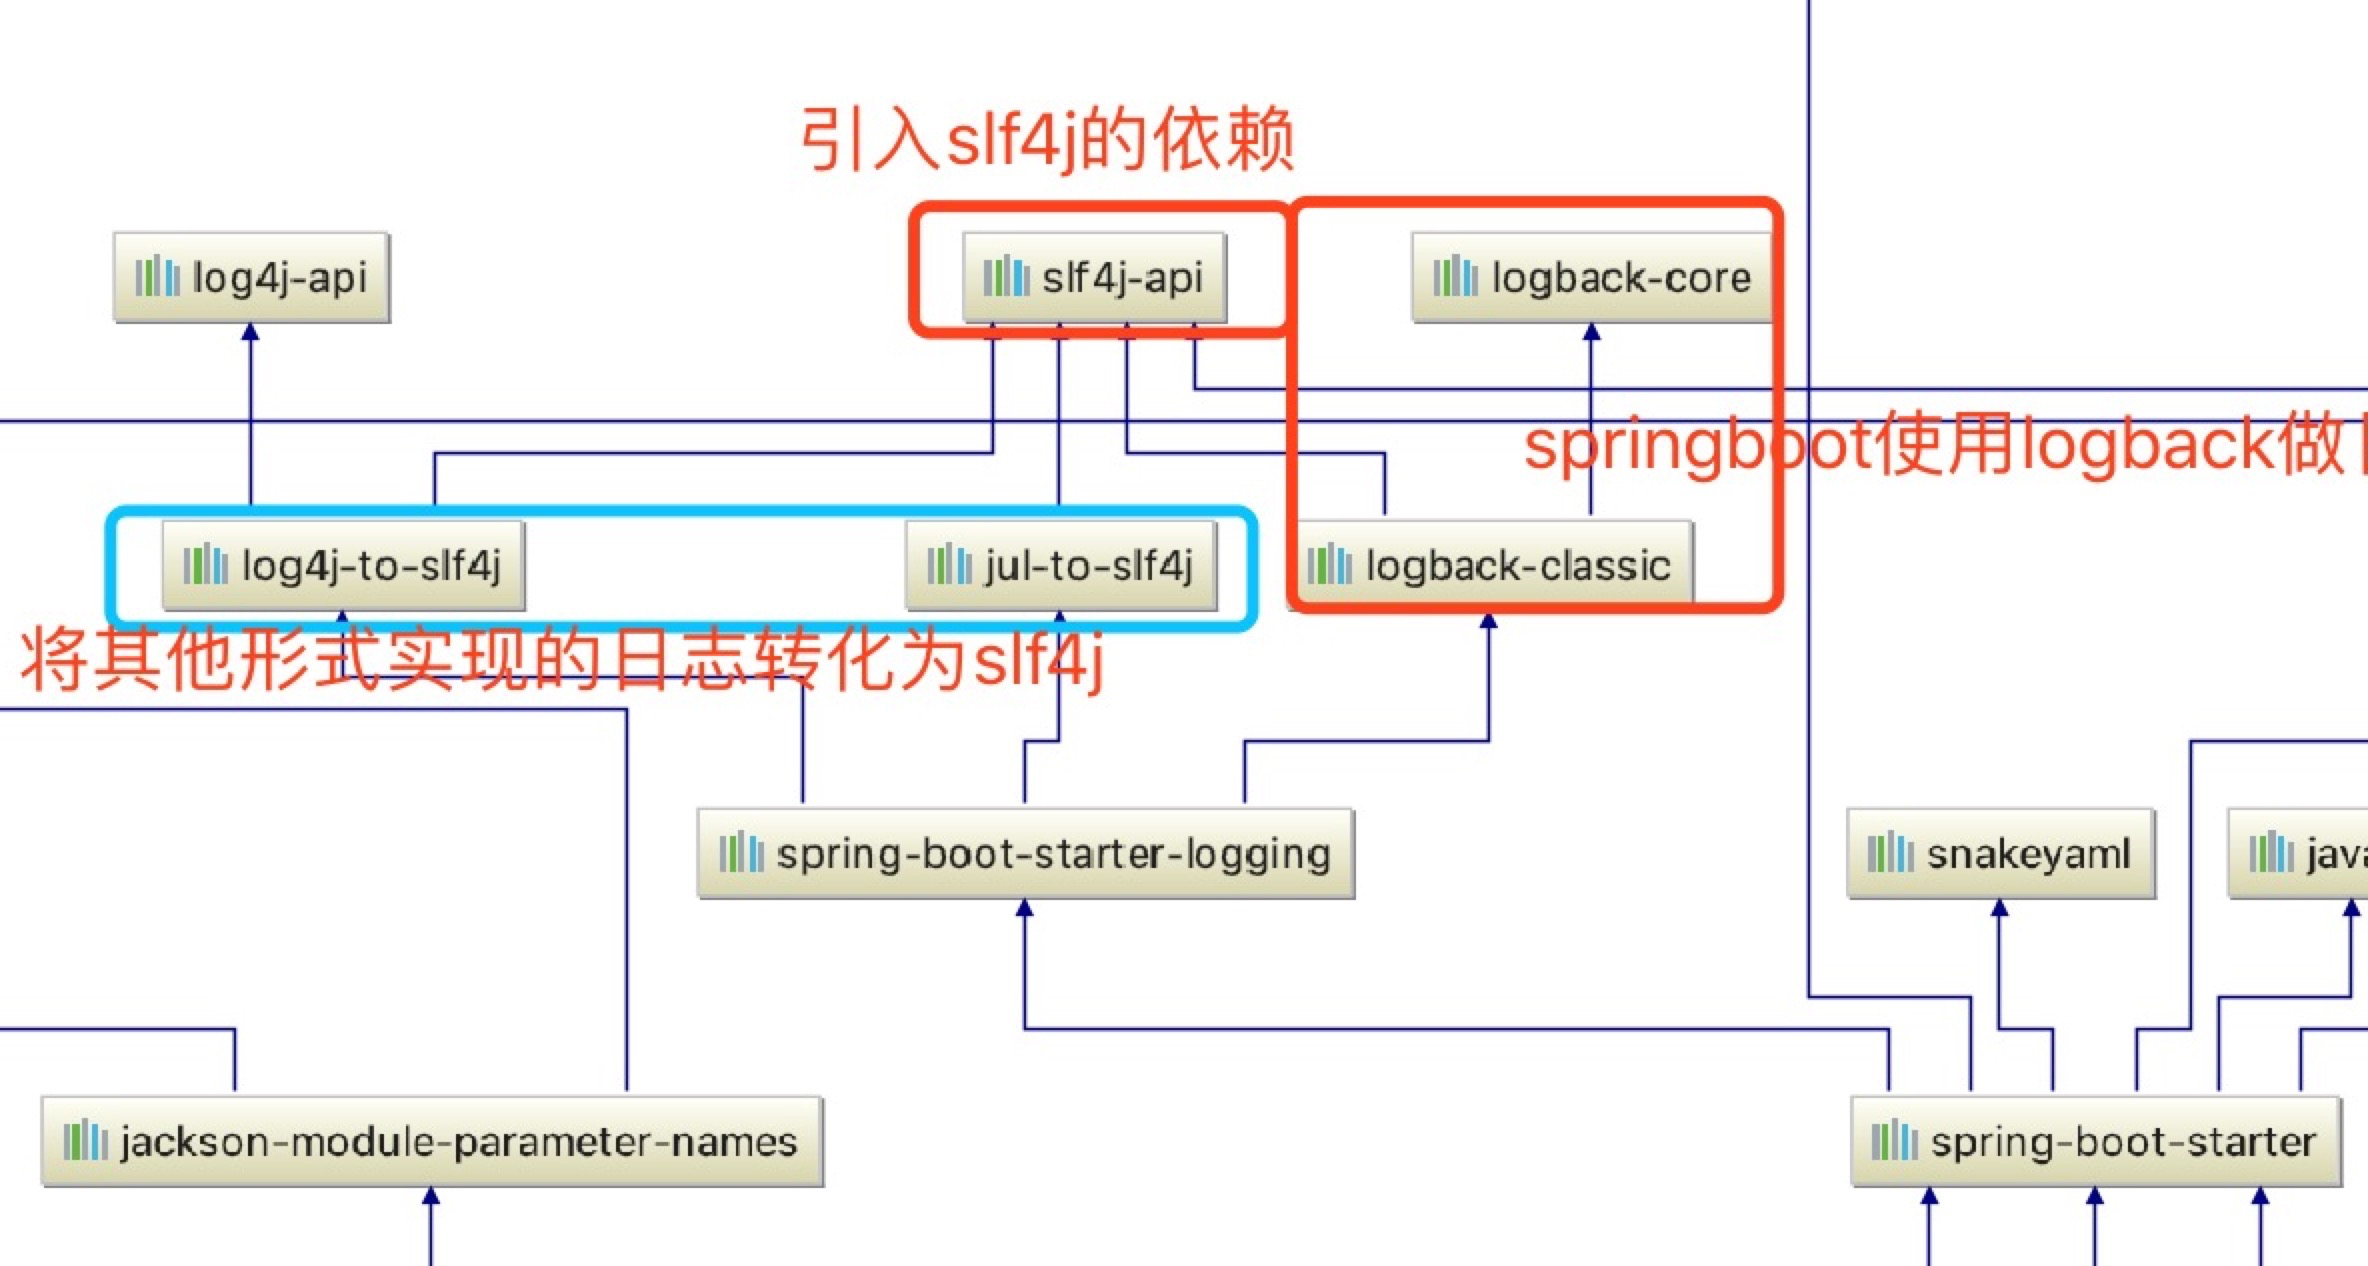 引入slf4j的依赖
log4j-api
slf4j-api
logback-core
springboot使用logback做
log4j-to-slf4j
jul-to-slf4j
logback-classic
将其他形式实现的日志转化为slf4j
spring-boot-starter-logging
snakeyaml
jav
jackson-module-parameter-names
spring-boot-starter